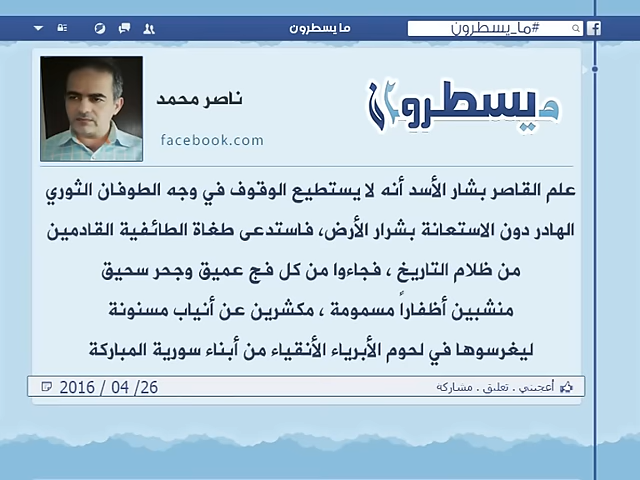 ما يسطرون
#ما_يسطرون
f
ما يسطرون
ناصر محمد
facebook.com
علم القاصر بشار الأسد أنه لا يستطيع الوقوف في وجه الطوفان الثوري
الهادر دون الاستعانة بشرار الأرض، فاستدعى طغاة الطائفية القادمين
من ظلام التاريخ ، فجاءوا من كل فج عميق وجحر سحيق
منشبين أظفاراً مسمومة ، مكشرين عن أنياب مسنونة
ليغرسوها في لحوم الأبرياء الأنقياء من أبناء سورية المباركة
أعجبني . تعليق . مشاركة
2016 / 04 /26